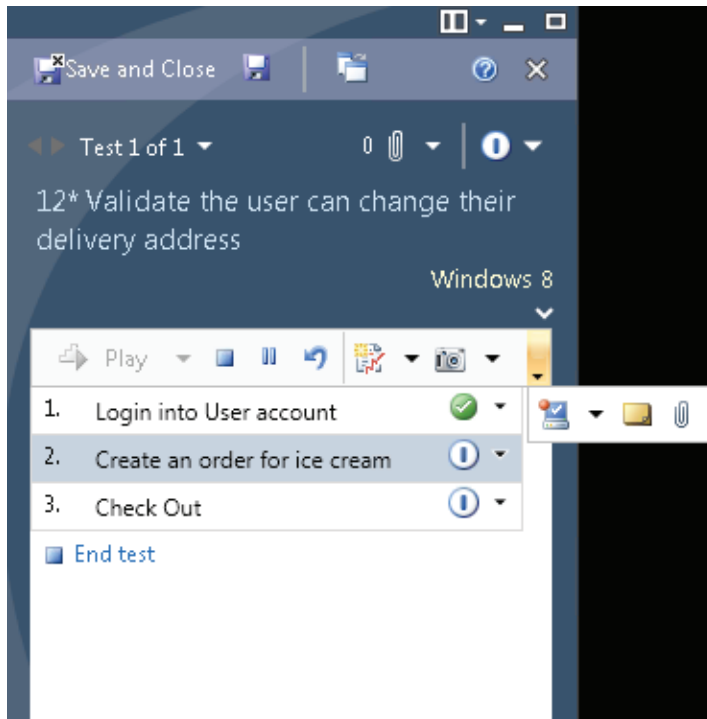 Save and Close
Test 1 of 1 0
12* Validate the user can change their
delivery address
Windows 8
Play
1. Login into User account
2. Create an order for ice cream
3. Check Out
End test